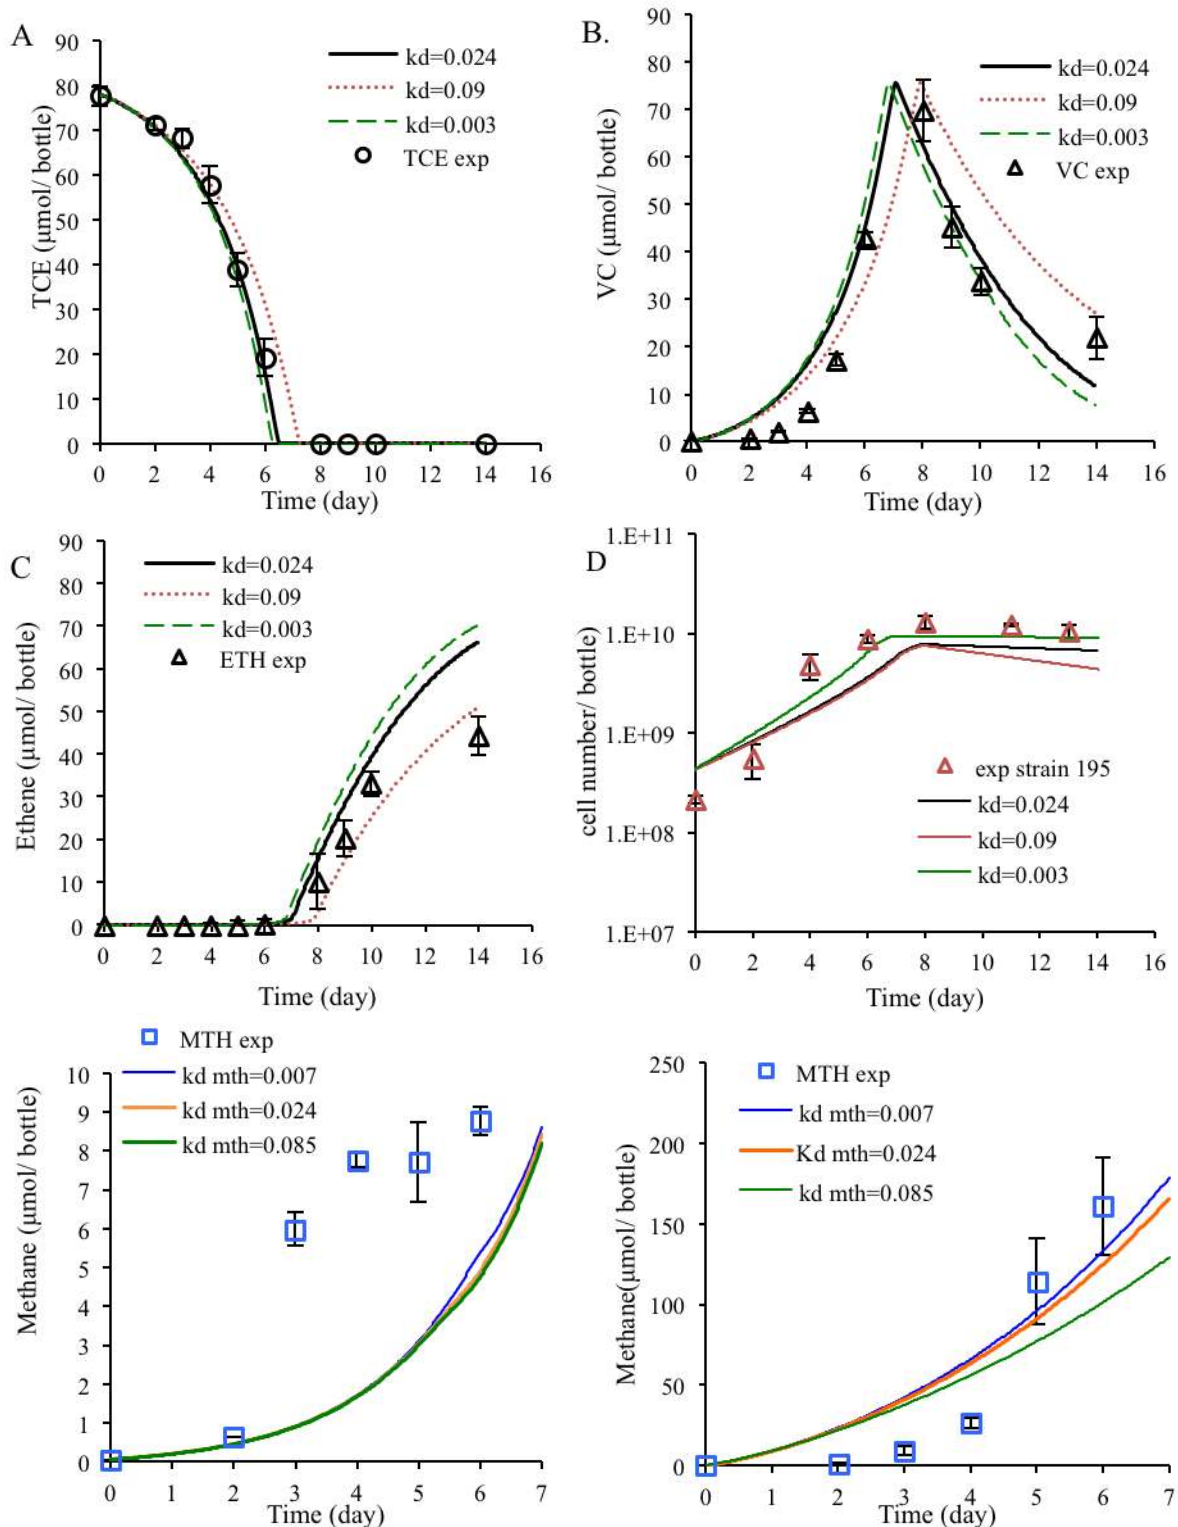 A
90
80
70
60
50
40
30
20
10
0
TCE (μmol/ bottle)
kd=0.024
kd=0.09
kd=0.003
TCE exp
0 2 4 6 8 10 12 14 16
Time (day)
B.
90
80
70
60
50
40
30
20
10
0
VC (μmol/ bottle)
kd=0.024
kd=0.09
kd=0.003
VC exp
0 2 4 6 8 10 12 14 16
Time (day)
C
90
80
70
60
50
40
30
20
10
0
Ethene (μmol/ bottle)
kd=0.024
kd=0.09
kd=0.003
ETH exp
0 2 4 6 8 10 12 14 16
Time (day)
D
1.E+11
1.E+10
1.E+09
1.E+08
1.E+07
cell number/ bottle)
exp strain 195
kd=0.024
kd=0.09
kd=0.003
0 2 4 6 8 10 12 14 16
Time (day)
MTH exp
kd mth=0.007
kd mth=0.024
kd mth=0.085
10
9
8
7
6
5
4
3
2
1
0
Methane (μmol/ bottle)
0 1 2 3 4 5 6 7
Time (day)
250
200
150
100
50
0
Methane(μmol/ bottle)
MTH exp
kd mth=0.007
Kd mth=0.024
kd mth=0.085
0 1 2 3 4 5 6 7
Time (day)